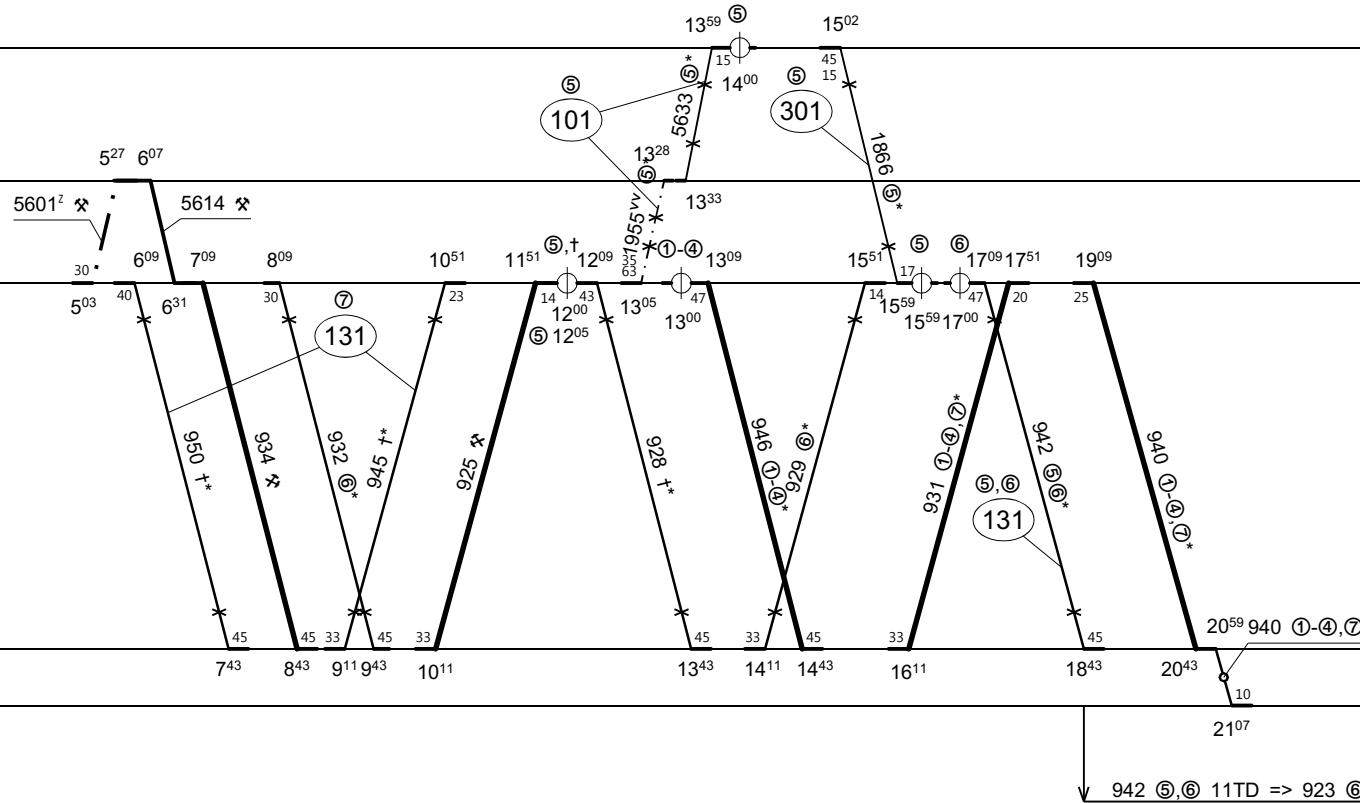 13⁵⁹ ⑤ 15⁰²
15 14⁰⁰ 45 15
⑤ 101
⑤ 301
5633 ⑤*
1866 ⑤*
5²⁷ 6⁰⁷ 13²⁸
13³³
5601ᶻ ⚒ 5614 ⚒
1955ᵛᵛ ⑤*
6⁰⁹ 7⁰⁹ 8⁰⁹ 10⁵¹ 11⁵¹ ⑤,† 12⁰⁹ ①-④ 13⁰⁹ 15⁵¹ ⑤ ⑥ 17⁰⁹ 17⁵¹ 19⁰⁹
30 40 30 23 14 43 35 63 47 14 17 47 20 25
5⁰³ 6³¹ 12⁰⁰ 13⁰⁵ 13⁰⁰ 15⁵⁹ 15⁵⁹ 17⁰⁰
⑤ 12⁰⁵
⑦ 131
950 †*
934 ⚒
932 ⑥*
945 †*
925 ⚒
928 †*
946 ①-④*
929 ⑥*
931 ①-④,⑦*
942 ⑤⑥*
940 ①-④,⑦*
⑤,⑥ 131
45 45 33 45 33 45 33 45 33 45
7⁴³ 8⁴³ 9¹¹ 9⁴³ 10¹¹ 13⁴³ 14¹¹ 14⁴³ 16¹¹ 18⁴³ 20⁴³
20⁵⁹ 940 ①-④,⑦
10
21⁰⁷
942 ⑤,⑥ 11TD => 923 ⑥